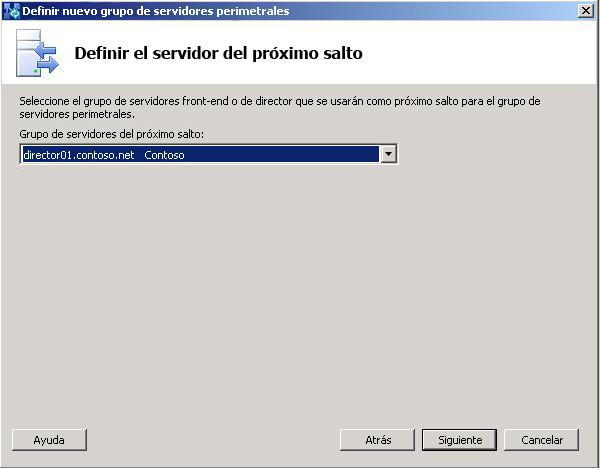 Definir nuevo grupo de servidores perimetrales
Definir el servidor del próximo salto
Seleccione el grupo de servidores front-end o de director que se usarán como próximo salto para el grupo de
servidores perimetrales.
Grupo de servidores del próximo salto:
director01.contoso.net Contoso
Ayuda Atrás Siguiente Cancelar